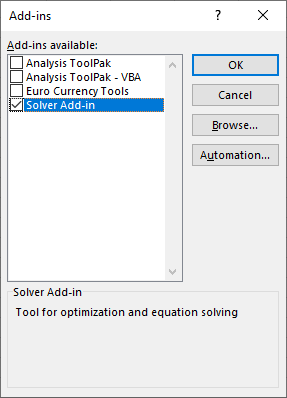 Add-ins
?
Add-ins available:
Analysis ToolPak
Analysis ToolPak - VBA
Euro Currency Tools
Solver Add-in
OK
Cancel
Browse...
Automation...
Solver Add-in
Tool for optimization and equation solving